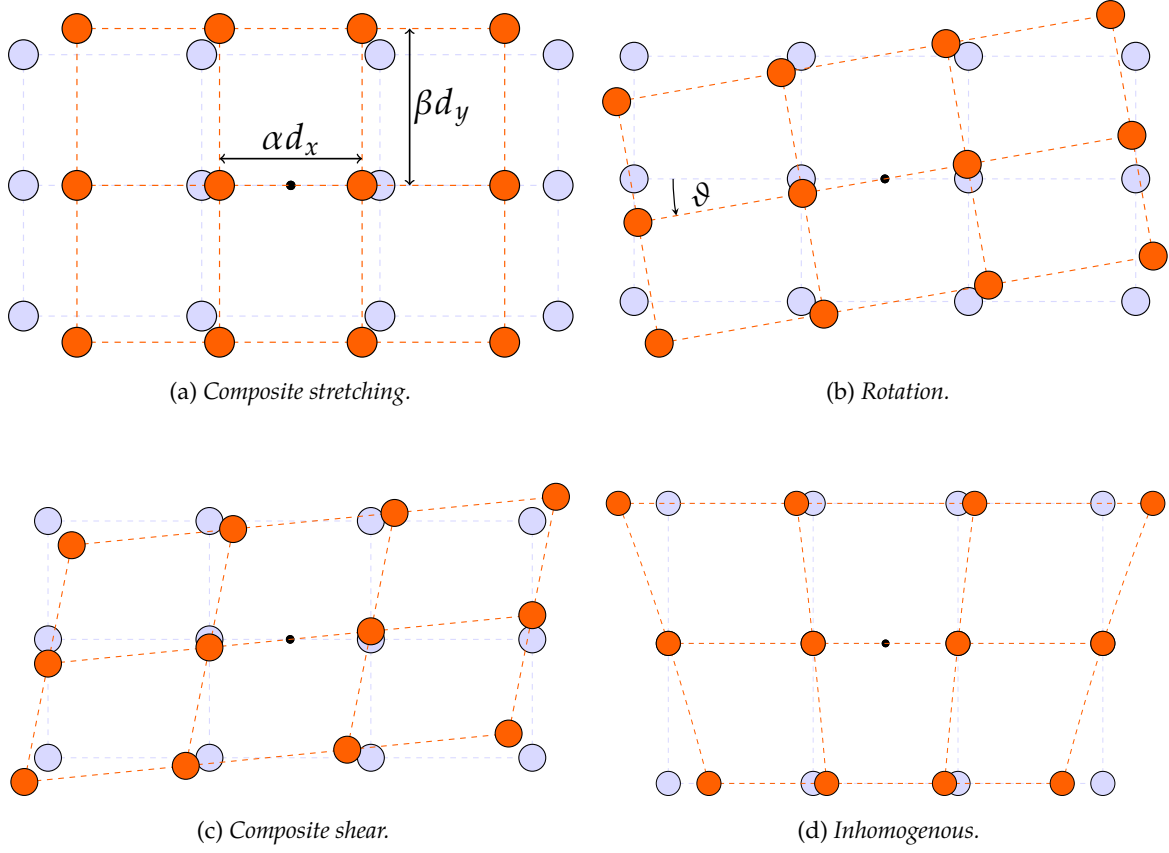 βd_y
αd_x
ϑ
(a) Composite stretching.
(b) Rotation.
(c) Composite shear.
(d) Inhomogenous.